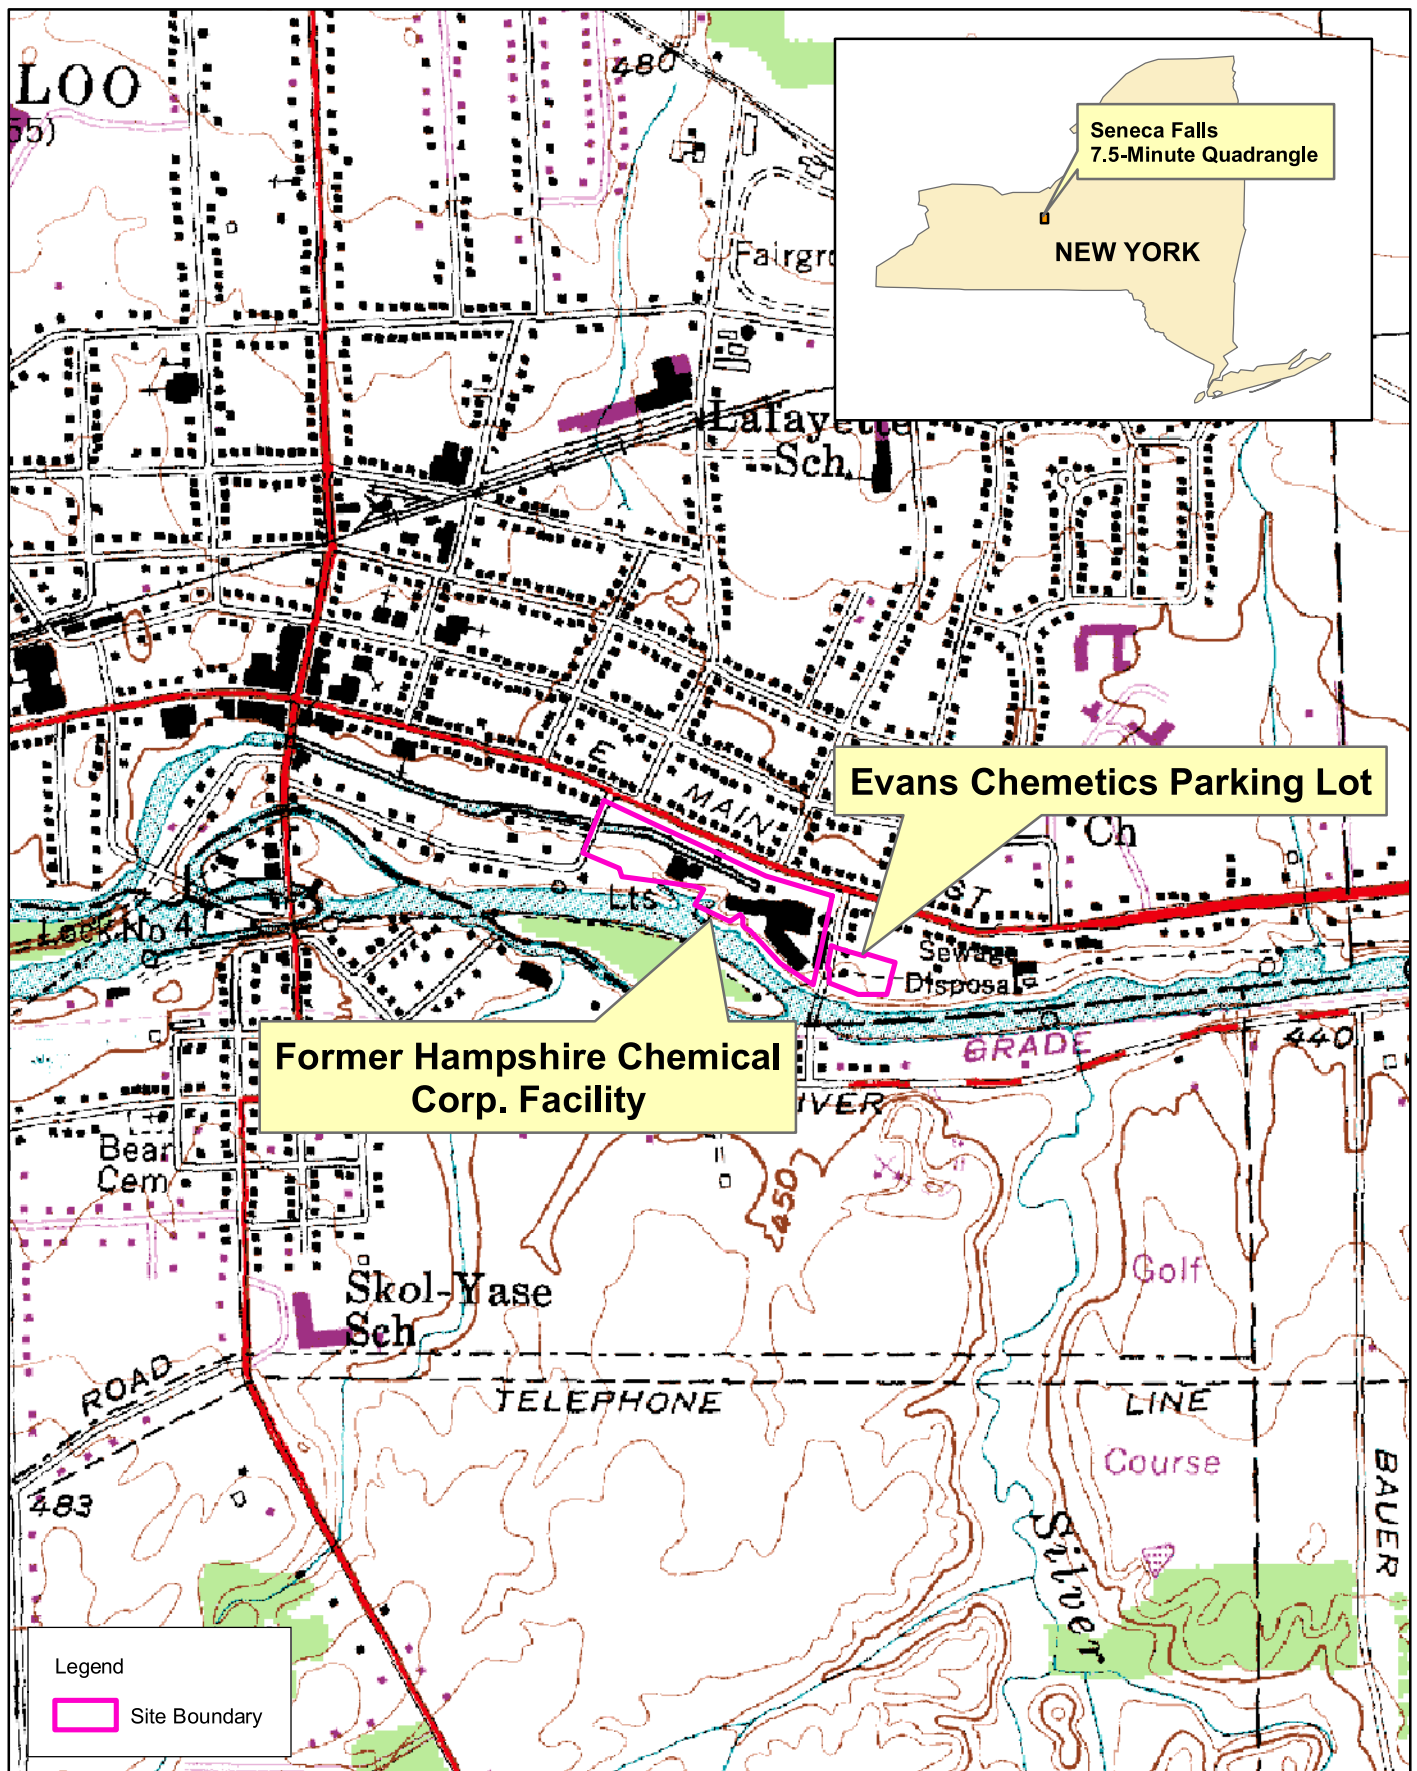 LOO
55)
480
Seneca Falls
7.5-Minute Quadrangle
NEW YORK
Fairgro
Lafayette
Sch
E MAIN ST
Evans Chemetics Parking Lot
Ch
Lts
Lock No 4
Sewage
Disposal
Former Hampshire Chemical
Corp. Facility
GRADE
440
IVER
Bear
Cem
450
Golf
Skol-Yase
Sch
ROAD
TELEPHONE LINE
Course
BAUER
483
Silver
Legend
Site Boundary